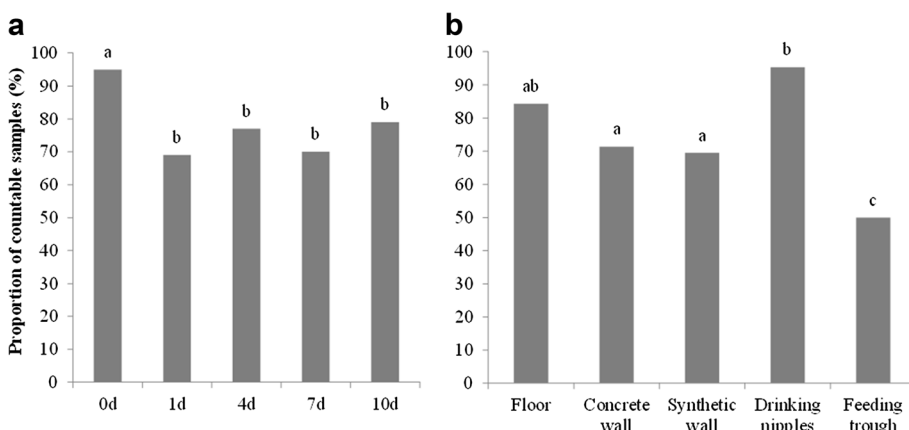 a
b
Proportion of countable samples (%)
100
90
80
70
60
50
40
30
20
10
0
a
b
b
b
b
0d
1d
4d
7d
10d
100
90
80
70
60
50
40
30
20
10
0
ab
a
a
b
c
Floor
Concrete wall
Synthetic wall
Drinking nipples
Feeding trough